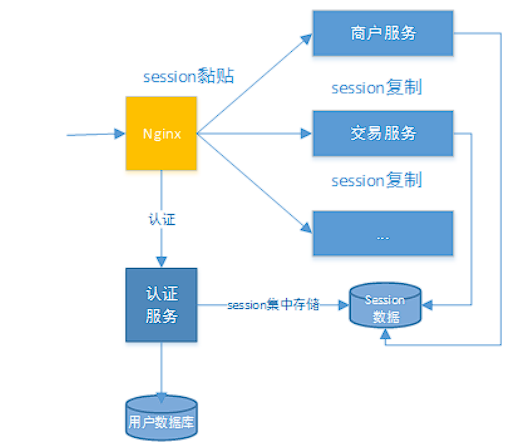 商户服务
session黏贴
session复制
Nginx
交易服务
session复制
...
认证
认证
服务
session集中存储
Session
数据
用户数据库